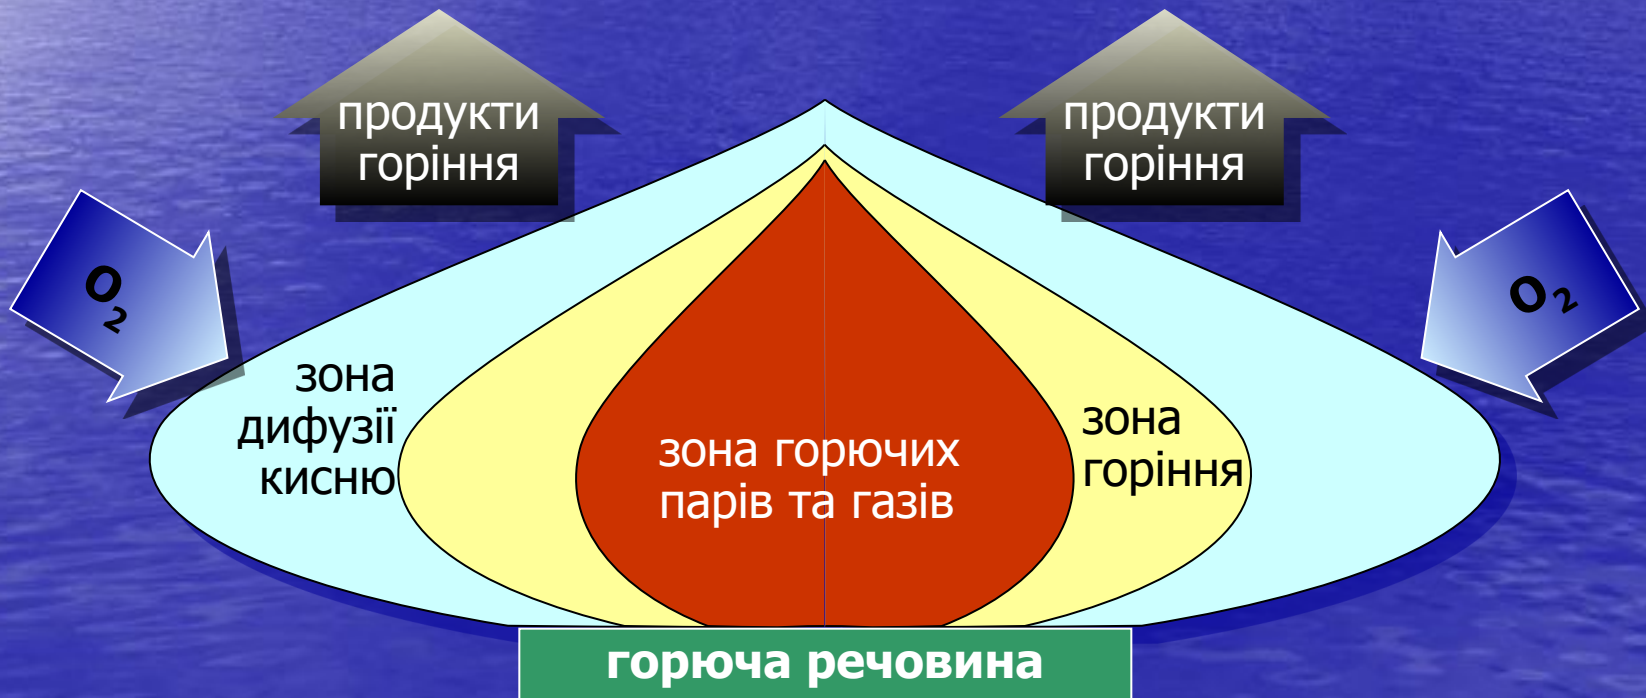 продукти
горіння
продукти
горіння
O2
O2
зона
дифузії
кисню
зона горючих
парів та газів
зона
горіння
горюча речовина